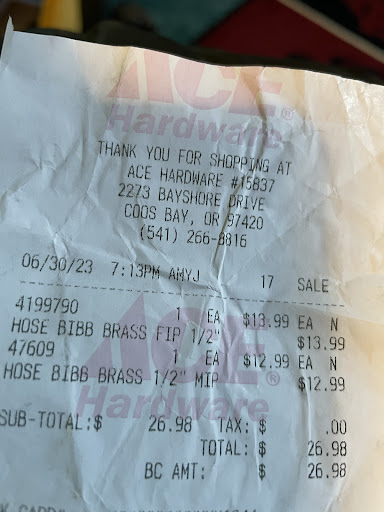 ACE
Hardware®
THANK YOU FOR SHOPPING AT
ACE HARDWARE #15837
2273 BAYSHORE DRIVE
COOS BAY, OR 97420
(541) 266-8816
06/30/23 7:13PM AMYJ 17 SALE
4199790 1 EA $13.99 EA N
HOSE BIBB BRASS FIP 1/2" $13.99
47609 1 EA $12.99 EA N
HOSE BIBB BRASS 1/2" MIP $12.99
ACE®
Hardware
SUB-TOTAL:$ 26.98 TAX: $ .00
TOTAL: $ 26.98
BC AMT: $ 26.98